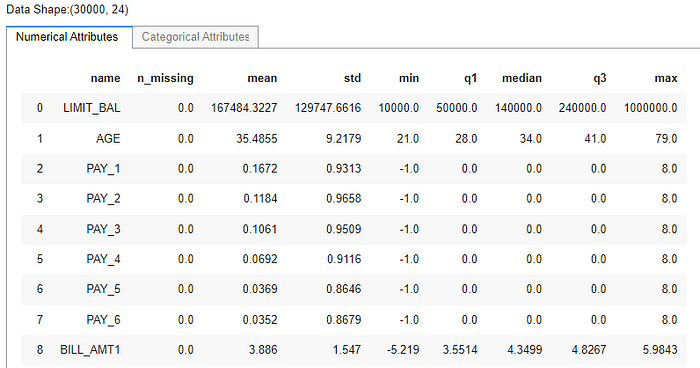 Data Shape:(30000, 24)
Numerical Attributes Categorical Attributes
name n_missing mean std min q1 median q3 max
0 LIMIT_BAL 0.0 167484.3227 129747.6616 10000.0 50000.0 140000.0 240000.0 1000000.0
1 AGE 0.0 35.4855 9.2179 21.0 28.0 34.0 41.0 79.0
2 PAY_1 0.0 0.1672 0.9313 -1.0 0.0 0.0 0.0 8.0
3 PAY_2 0.0 0.1184 0.9658 -1.0 0.0 0.0 0.0 8.0
4 PAY_3 0.0 0.1061 0.9509 -1.0 0.0 0.0 0.0 8.0
5 PAY_4 0.0 0.0692 0.9116 -1.0 0.0 0.0 0.0 8.0
6 PAY_5 0.0 0.0369 0.8646 -1.0 0.0 0.0 0.0 8.0
7 PAY_6 0.0 0.0352 0.8679 -1.0 0.0 0.0 0.0 8.0
8 BILL_AMT1 0.0 3.886 1.547 -5.219 3.5514 4.3499 4.8267 5.9843